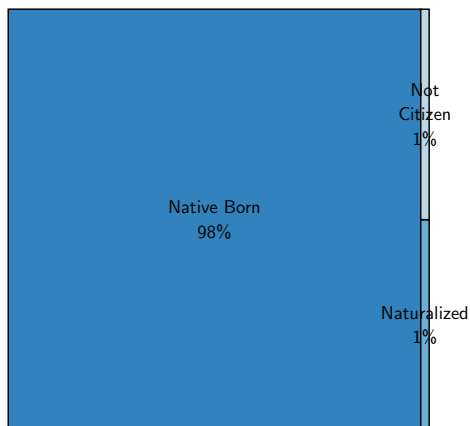 Not
Citizen
1%
Native Born
98%
Naturalized
1%